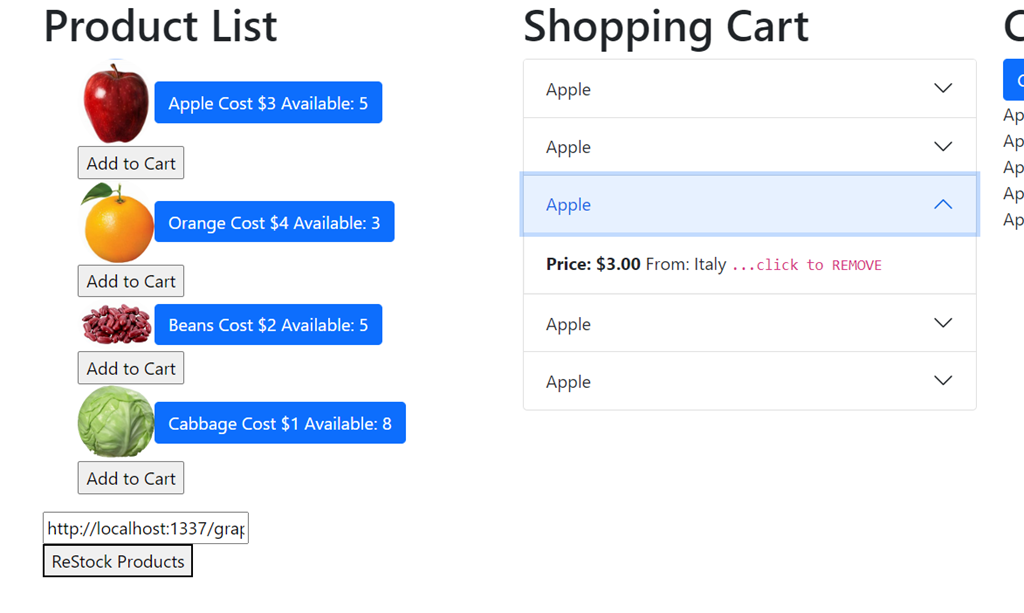 Product List
Apple Cost $3 Available: 5
Add to Cart
Orange Cost $4 Available: 3
Add to Cart
Beans Cost $2 Available: 5
Add to Cart
Cabbage Cost $1 Available: 8
Add to Cart
http://localhost:1337/grap
ReStock Products
Shopping Cart
Apple
Apple
Apple
Price: $3.00 From: Italy ...click to REMOVE
Apple
Apple
C
Ap
Ap
Ap
Ap
Ap